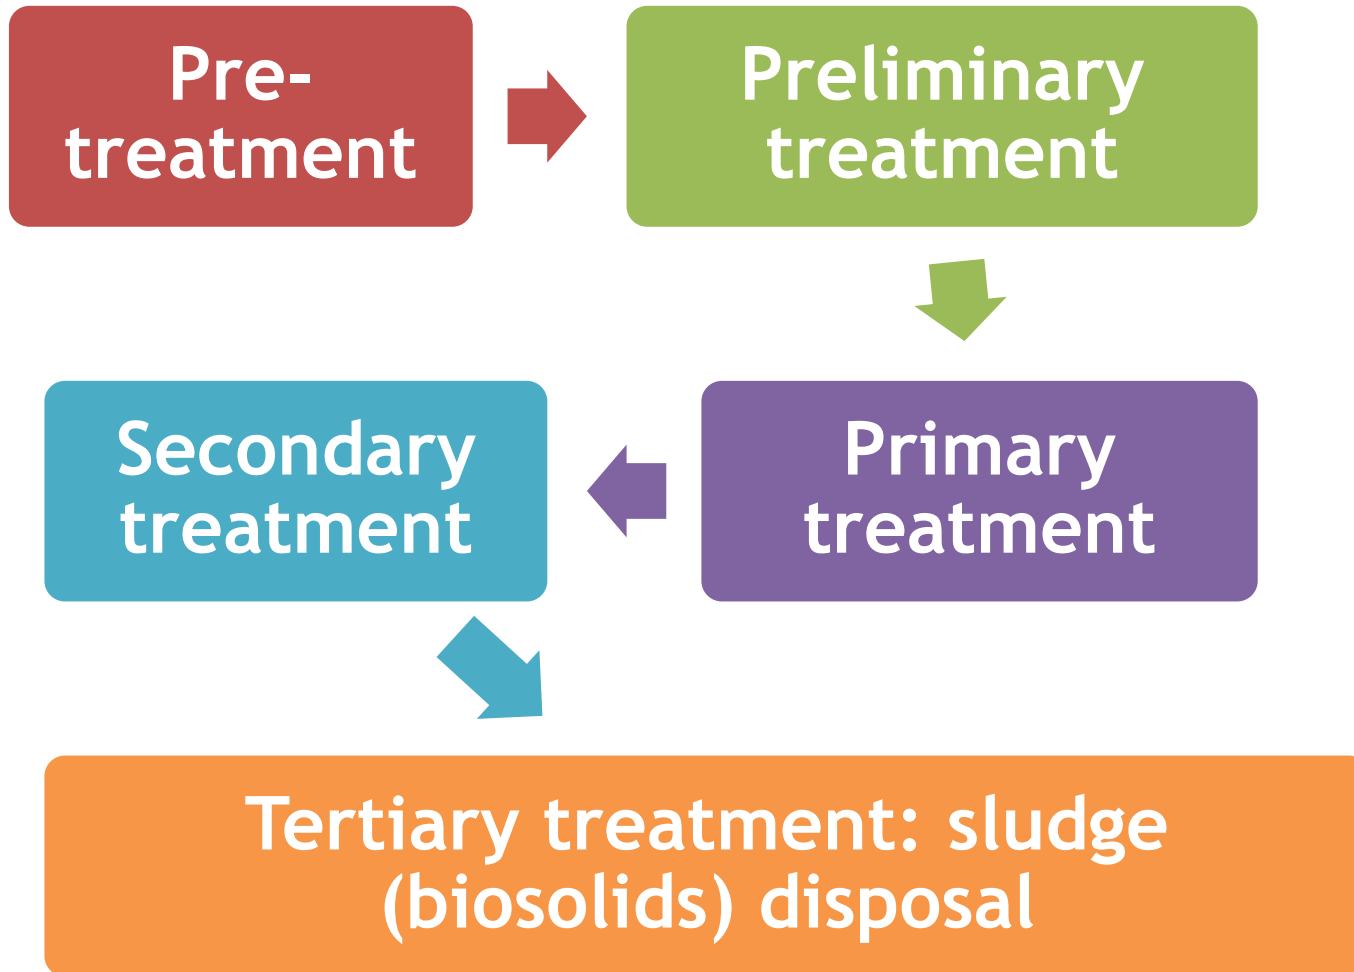 Pre-
treatment
Preliminary
treatment
Primary
treatment
Secondary
treatment
Tertiary treatment: sludge
(biosolids) disposal